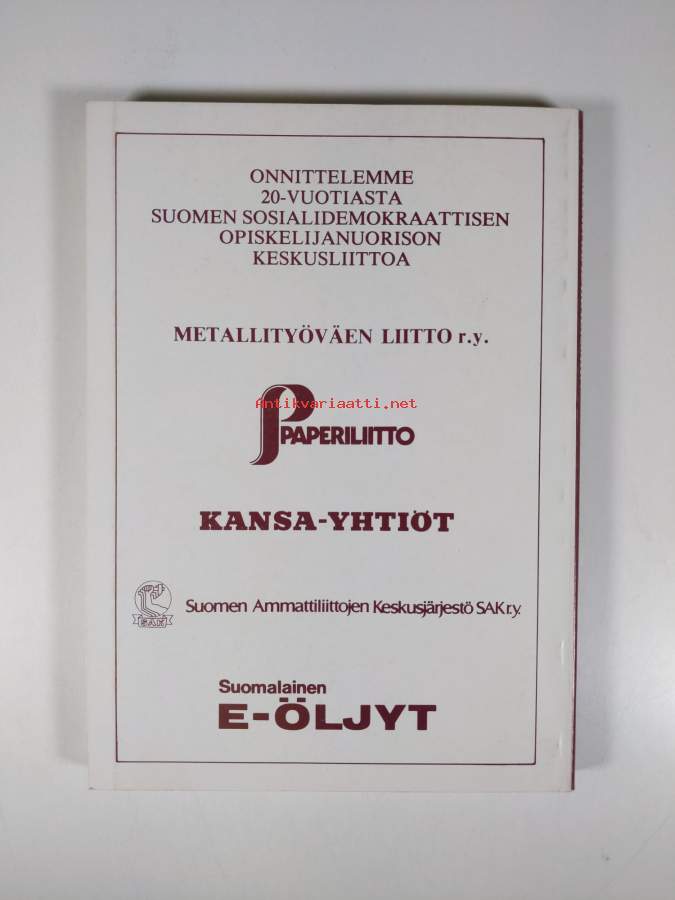 ONNITTELEMME
20-VUOTIASTA
SUOMEN SOSIALIDEMOKRAATTISEN
OPISKELIJANUORISON
KESKUSLIITTOA
METALLITYÖVÄEN LIITTO r.y.
Antikvariaatti.net
PAPERILIITTO
KANSA-YHTIÖT
SAK
Suomen Ammattiliittojen Keskusjärjestö SAK r.y.
Suomalainen
E-ÖLJYT